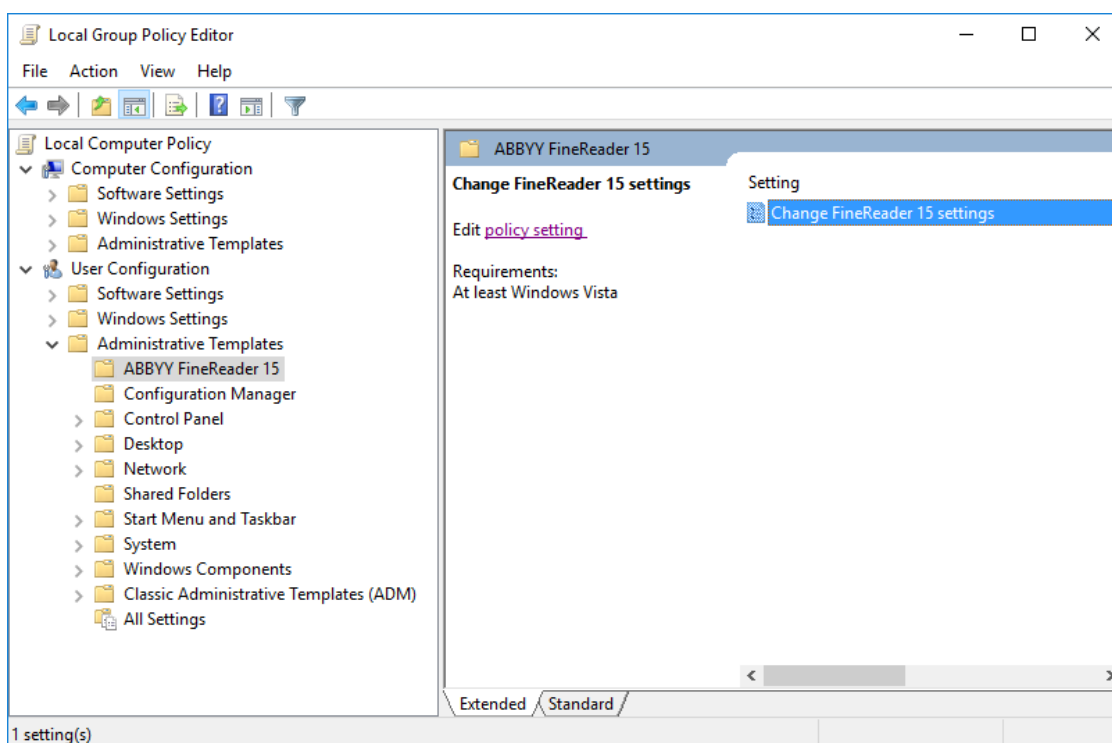 Local Group Policy Editor
File Action View Help
Local Computer Policy
Computer Configuration
Software Settings
Windows Settings
Administrative Templates
User Configuration
Software Settings
Windows Settings
Administrative Templates
ABBYY FineReader 15
Configuration Manager
Control Panel
Desktop
Network
Shared Folders
Start Menu and Taskbar
System
Windows Components
Classic Administrative Templates (ADM)
All Settings
ABBYY FineReader 15
Change FineReader 15 settings
Edit policy setting
Requirements:
At least Windows Vista
Setting
Change FineReader 15 settings
Extended Standard
1 setting(s)